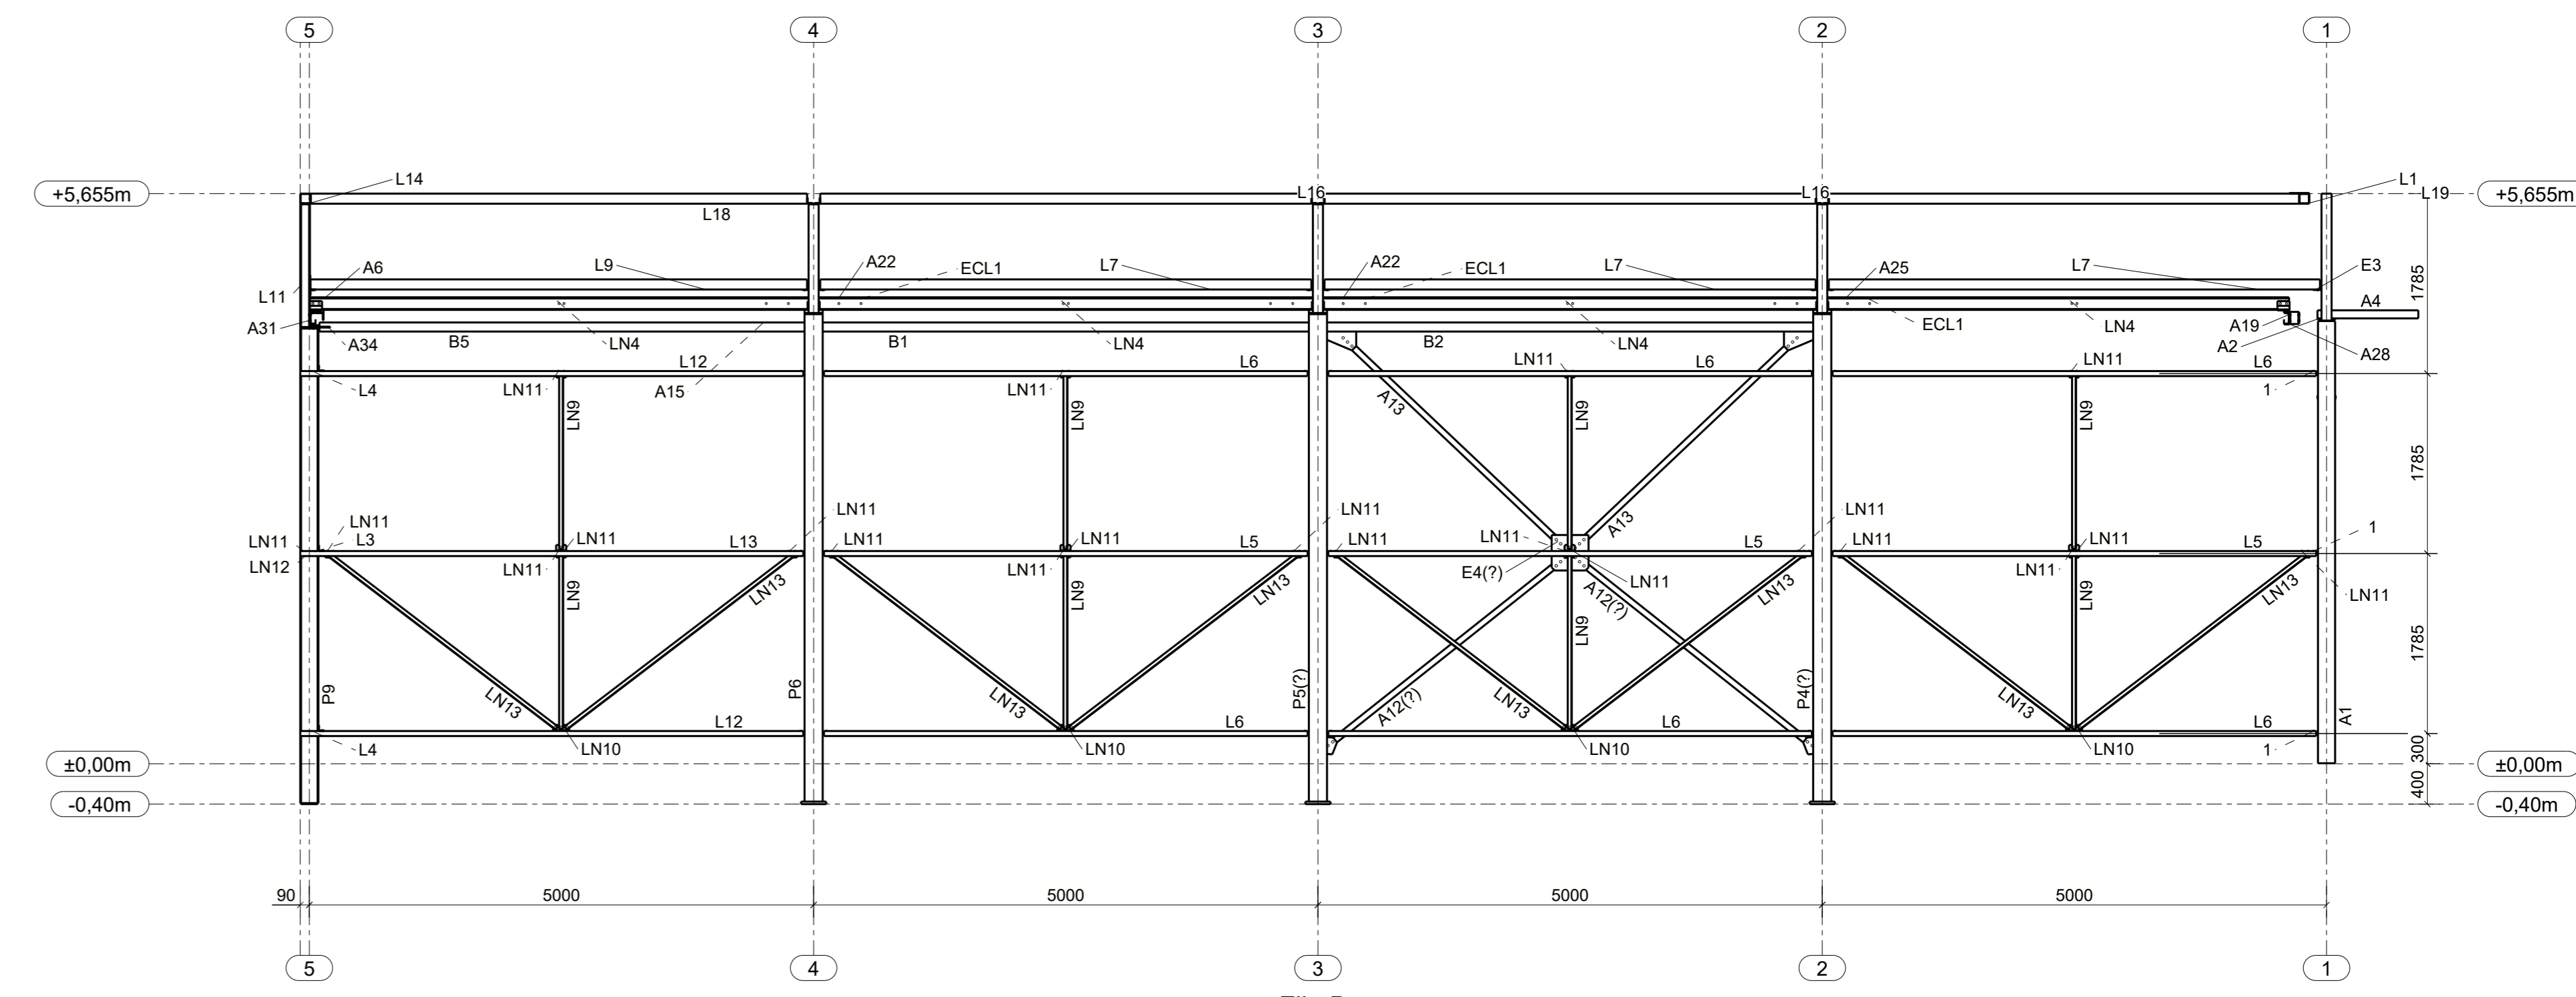 5 4 3 2 1
L14 L16 L16 L1
+5,655m L19 +5,655m
L18
A6 L9 A22 ECL1 L7 A22 ECL1 L7 A25 L7 E3
L11 1785
A4
A31 ECL1 LN4 A19
A34 B5 LN4 B1 LN4 B2 LN4 A2
A28
L12 L6 LN11 L6 LN11 L6
L4 LN11 A15 LN11 1
A13
LN9 LN9 LN9 LN9
1785
LN11 LN11 LN11
LN11 A13 1
LN11 L3 LN11 L13 LN11 LN11 L5 LN11 LN11 L5 LN11 LN11 L5
LN12 LN11 LN11 E4(?) LN11 LN11
LN9 LN13 LN9 LN13 A12(?) LN13 LN9 LN13 LN11
LN9
1785
P9 P6 P5(?) P4(?) A1
LN13 LN13 A12(?) LN13 LN13
L12 L6 L6 L6
L4 LN10 LN10 LN10 LN10 1
300
±0,00m ±0,00m
400
-0,40m -0,40m
90 5000 5000 5000 5000
5 4 3 2 1